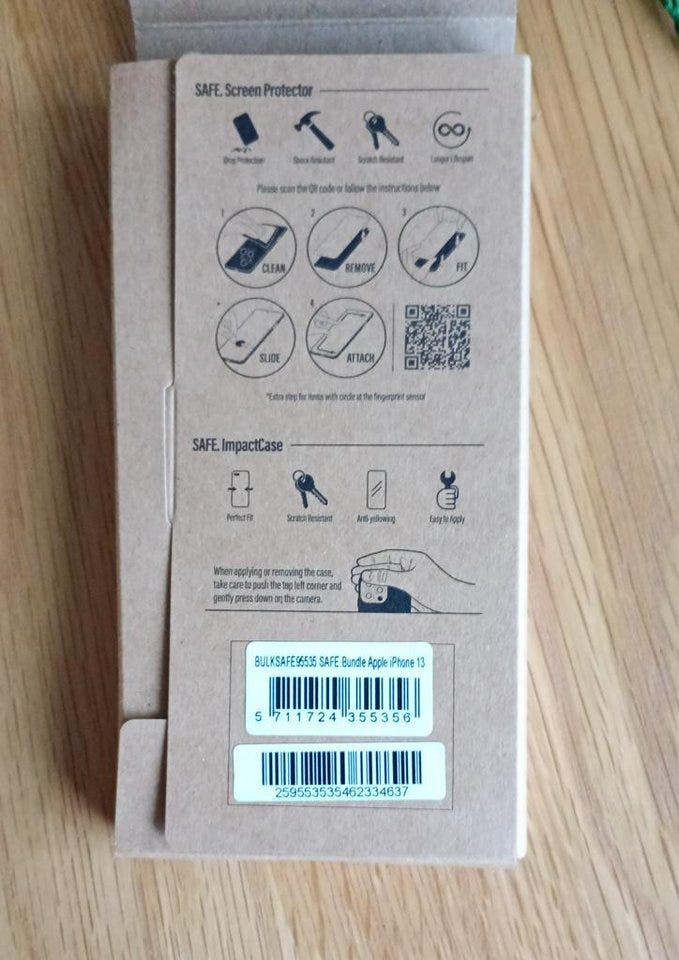 SAFE. Screen Protector
Drop Protection
Shock Resistant
Scratch Resistant
Longer Lifespan
Please scan the QR code or follow the instructions below
1
2
3
CLEAN
REMOVE
FIT
*
4
SLIDE
ATTACH
*Extra step for items with circle at the fingerprint sensor
SAFE. ImpactCase
Perfect Fit
Scratch Resistant
Anti-yellowing
Easy to Apply
When applying or removing the case,
take care to push the top left corner and
gently press down on the camera.
BULKSAFE95535 SAFE. Bundle Apple iPhone 13
5 711724 355356
259553535462334637